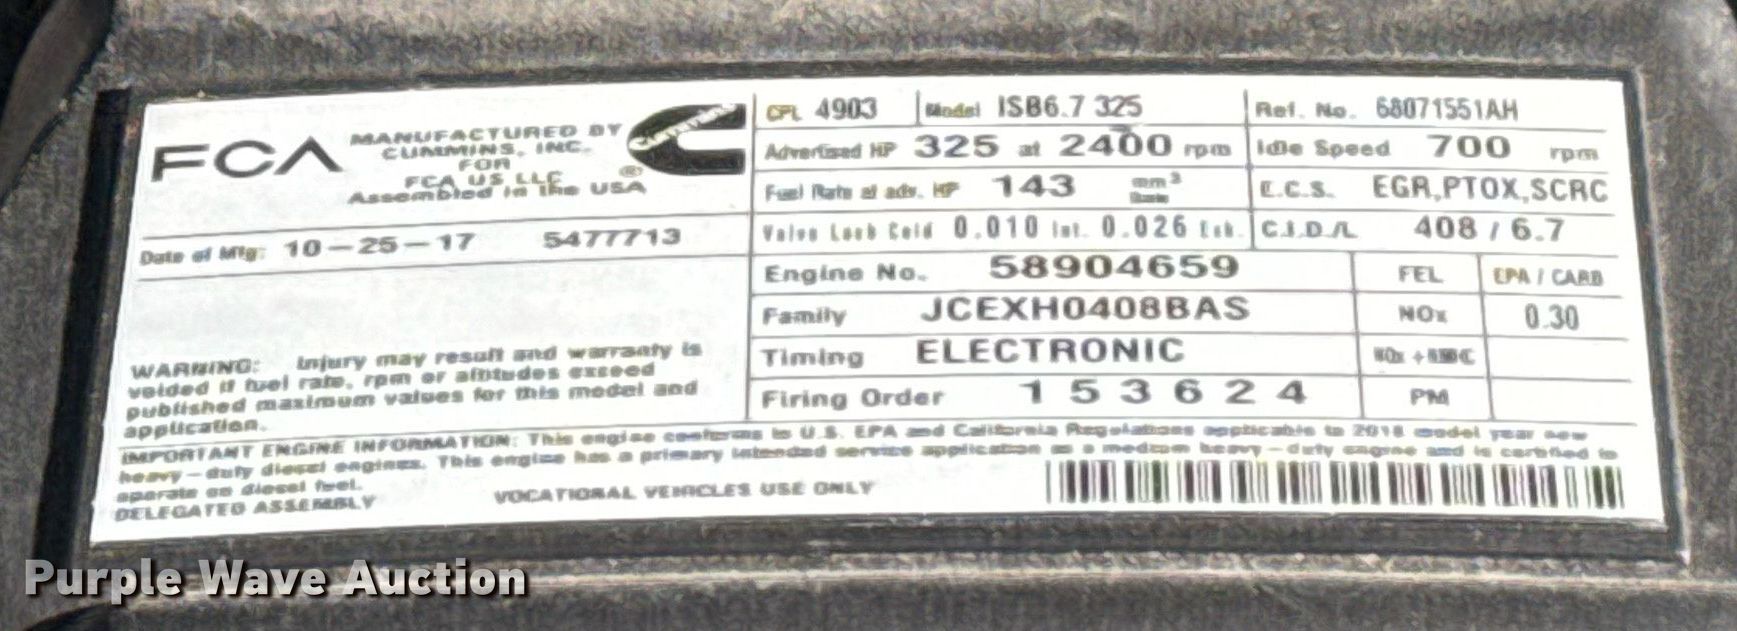 FCA
MANUFACTURED BY
CUMMINS, INC.
FOR
FCA US LLC
Assembled in the USA
Cummins ®
Date of Mfg: 10-25-17 5477713
WARNING: Injury may result and warranty is
voided if fuel rate, rpm or altitudes exceed
published maximum values for this model and
application.
CPL 4903 Model ISB6.7 325 Ref. No. 68071551AH
Advertised HP 325 at 2400 rpm Idle Speed 700 rpm
Fuel Rate at adv. HP 143 mm³ E.C.S. EGR,PTOX,SCRC
Valve Lash Cold 0.010 Int. 0.026 Exh. C.I.D./L 408 / 6.7
Engine No. 58904659 FEL EPA / CARB
Family JCEXH0408BAS NOx 0.30
Timing ELECTRONIC NOx +
Firing Order 1 5 3 6 2 4 PM
IMPORTANT ENGINE INFORMATION: This engine conforms to U.S. EPA and California Regulations applicable to 2018 model year new
heavy-duty diesel engines. This engine has a primary intended service application as a medium heavy-duty engine and is certified to
operate on diesel fuel.
DELEGATED ASSEMBLY VOCATIONAL VEHICLES USE ONLY
Purple Wave Auction